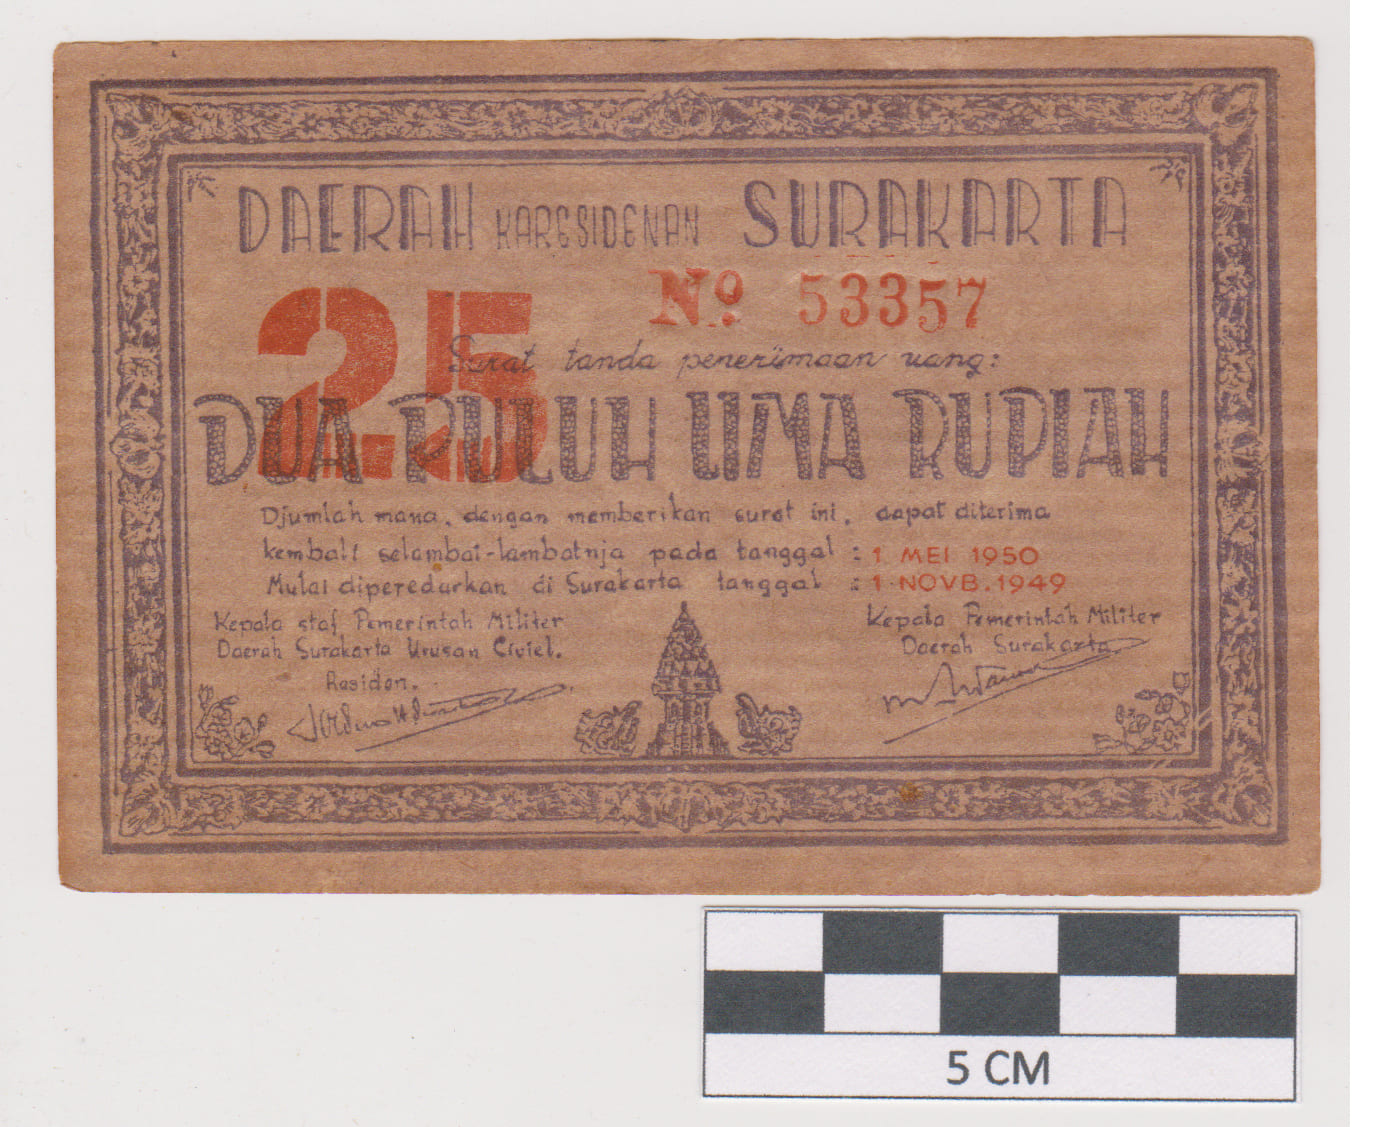 DAERAH KARESIDENAN SURAKARTA
25
No. 53357
Surat tanda penerimaan uang:
DUA PULUH LIMA RUPIAH
Djumlah mana, dengan memberikan surat ini, dapat diterima
kembali selambat-lambatnja pada tanggal : 1 MEI 1950
Mulai diperedarkan di Surakarta tanggal : 1 NOVB. 1949
Kepala staf Pemerintah Militer
Daerah Surakarta Urusan Civiel.
Residen.
Kepala Pemerintah Militer
Daerah Surakarta.
5 CM